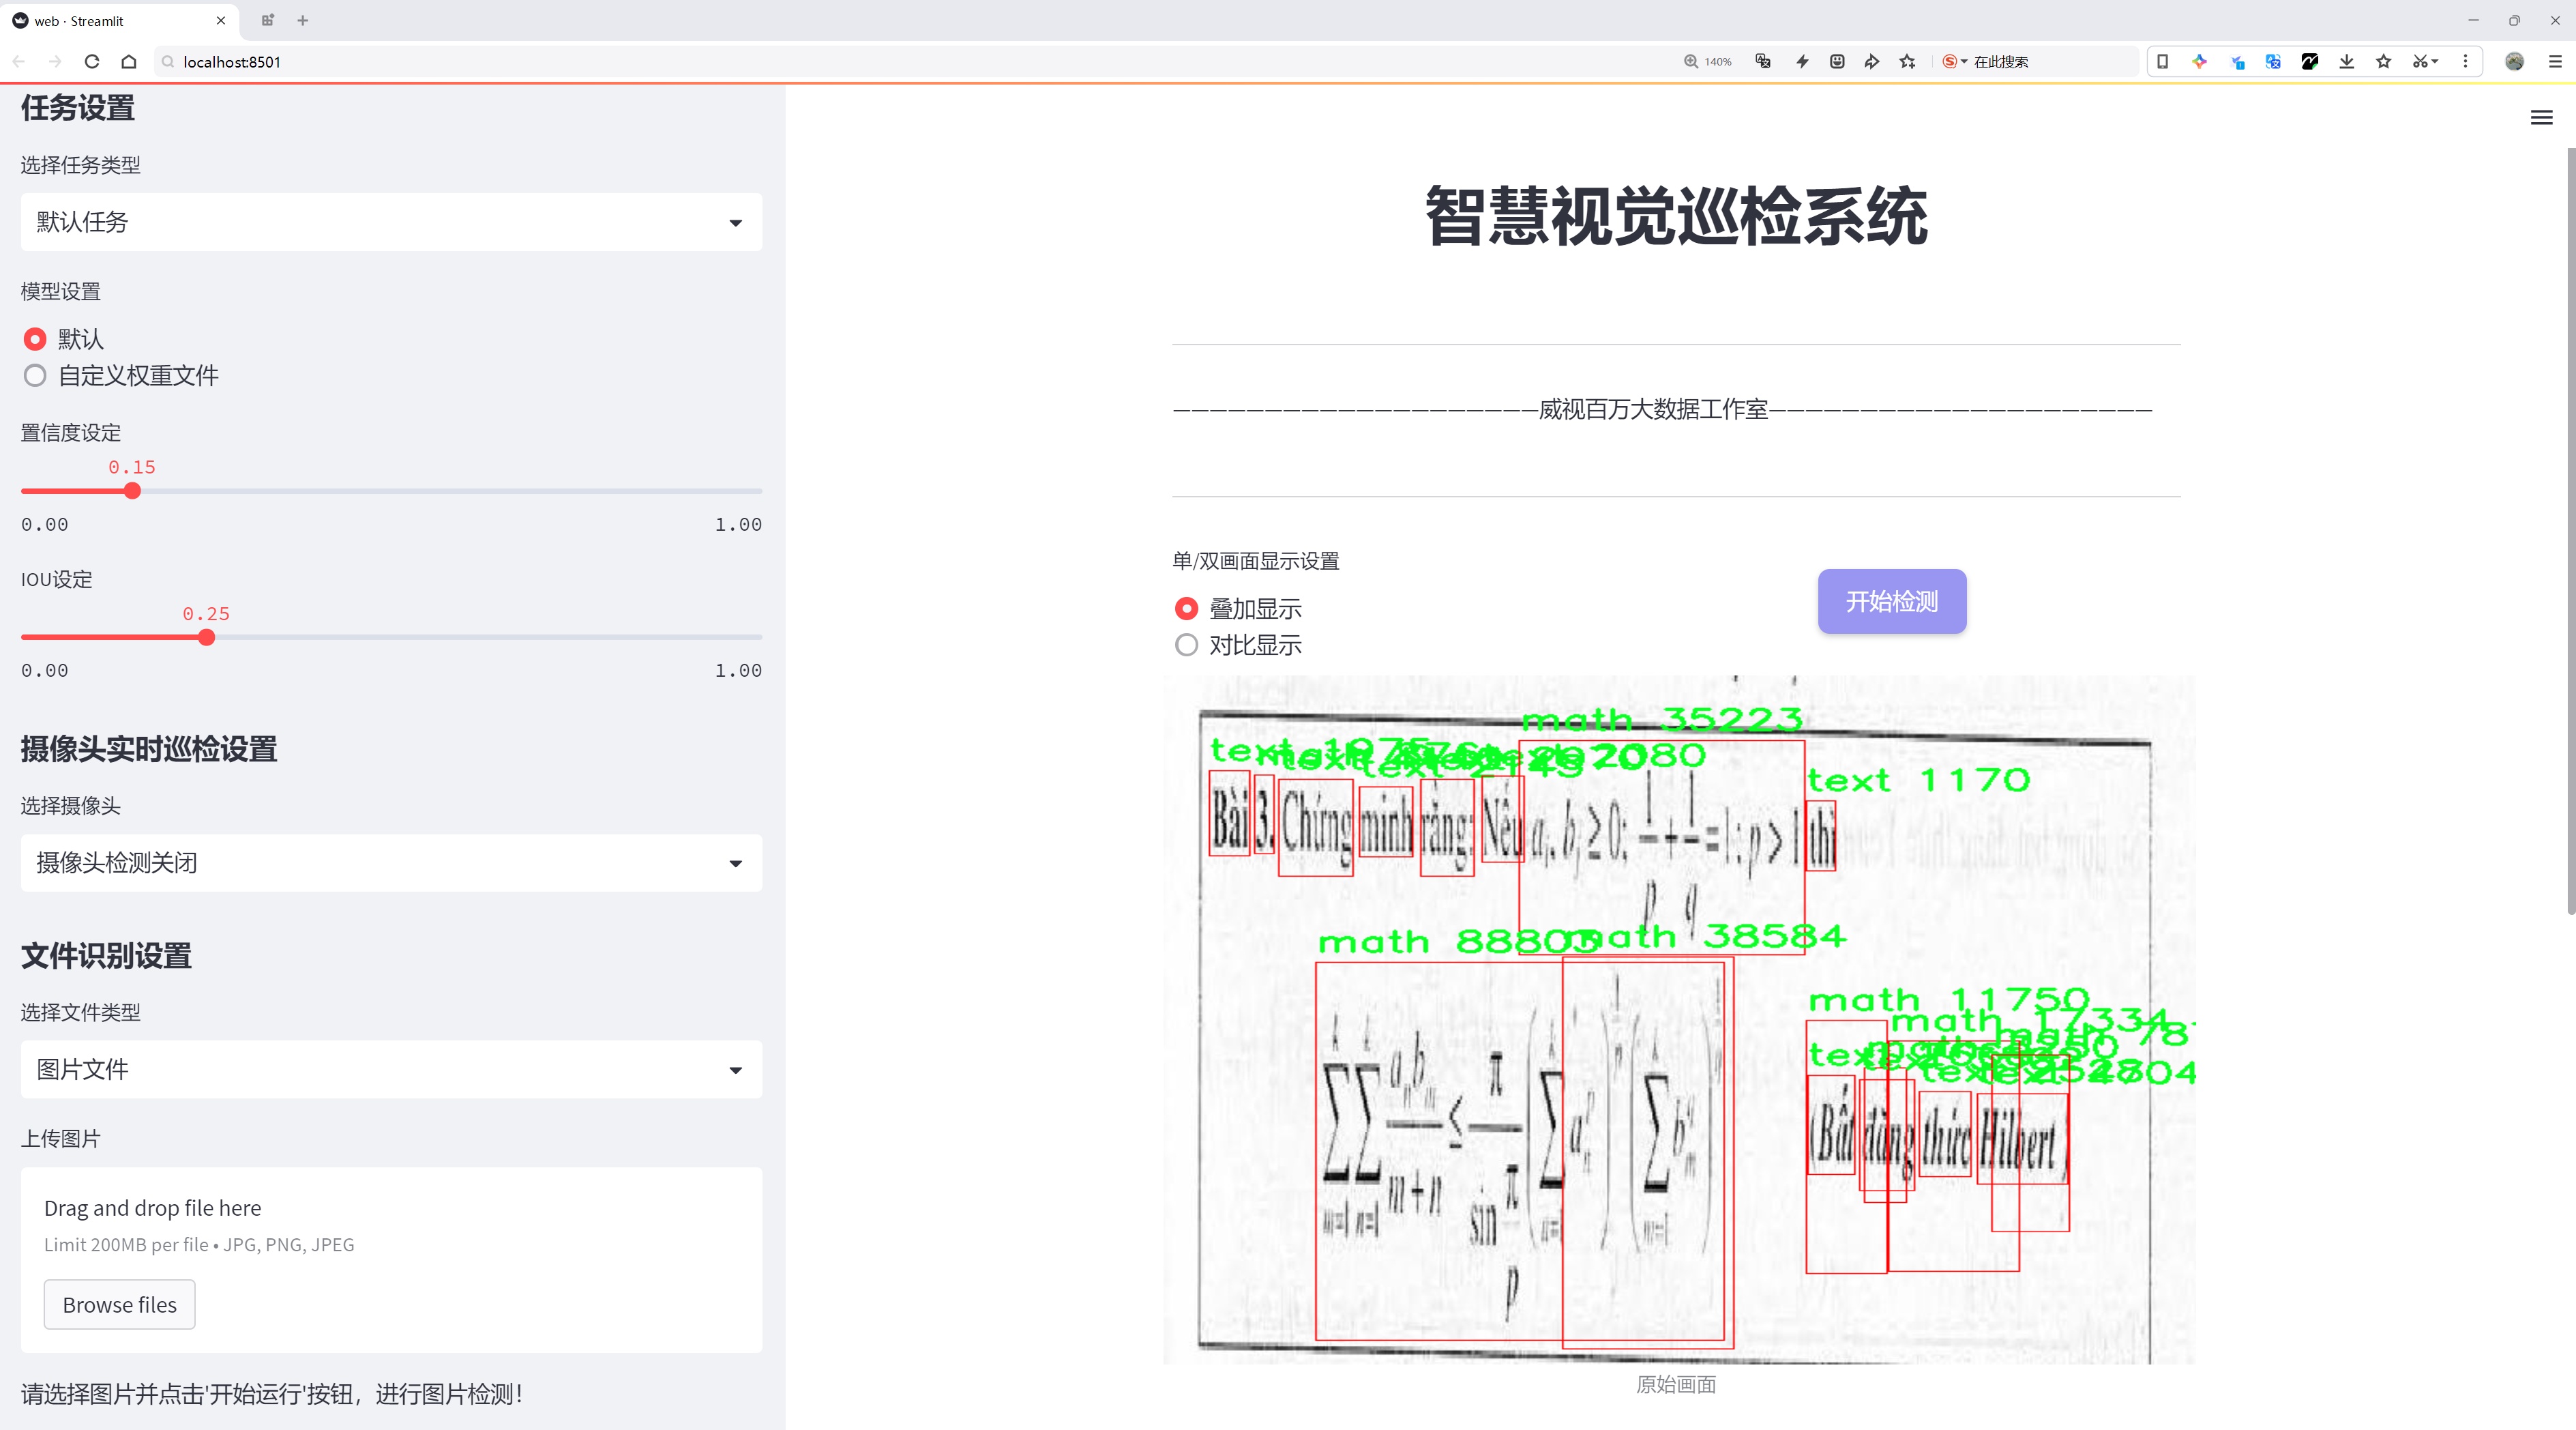 web · Streamlit
localhost:8501
140%
在此搜索
任务设置
选择任务类型
默认任务
模型设置
默认
自定义权重文件
置信度设定
0.15
0.00 1.00
IOU设定
0.25
0.00 1.00
摄像头实时巡检设置
选择摄像头
摄像头检测关闭
文件识别设置
选择文件类型
图片文件
上传图片
Drag and drop file here
Limit 200MB per file • JPG, PNG, JPEG
Browse files
请选择图片并点击'开始运行'按钮，进行图片检测！
智慧视觉巡检系统
————————————————————威视百万大数据工作室—————————————————————
单/双画面显示设置
叠加显示
对比显示
开始检测
math 35223
text 1170
Bài 3. Chứng minh rằng: Nếu a, b, ≥ 0; 1/p + 1/q = 1; p > 1 thì
math 88803 math 38584
math 11750
math 17334
(Bất đẳng thức Hilbert)
原始画面